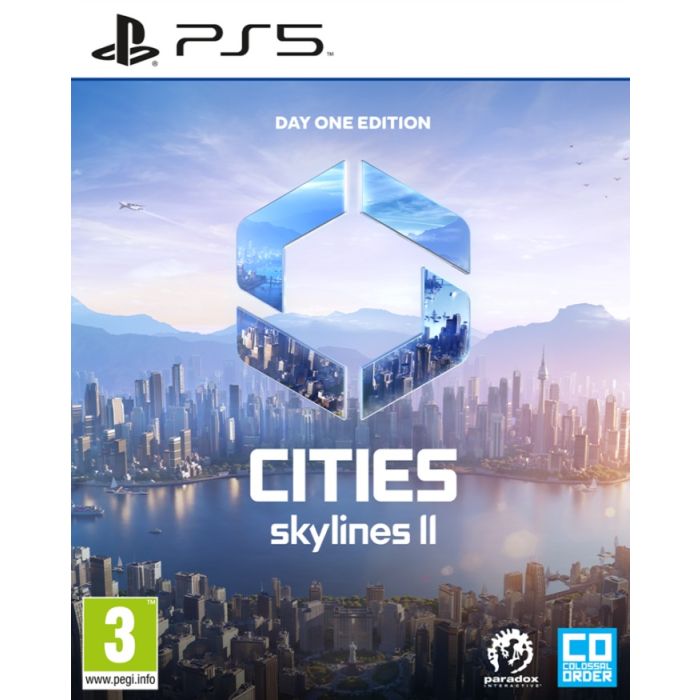 PS5
DAY ONE EDITION
CITIES
skylines II
3
www.pegi.info
paradox
INTERACTIVE
CO
COLOSSAL
ORDER